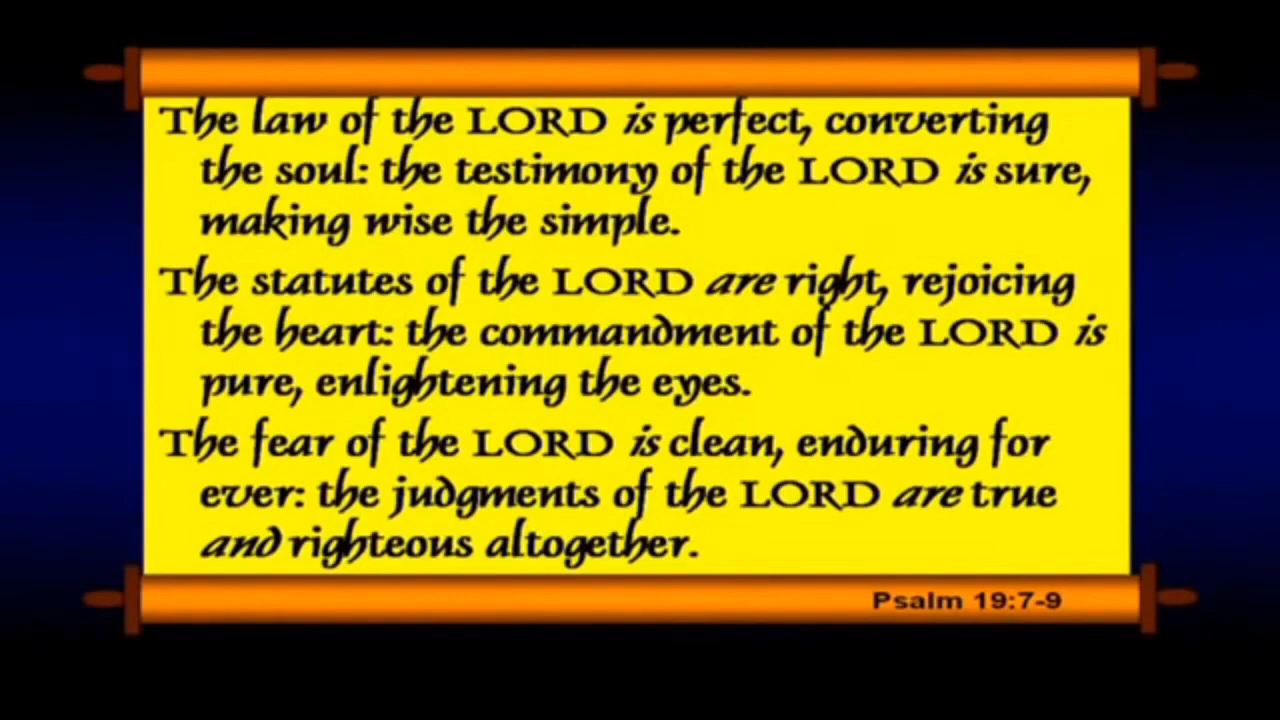 The law of the LORD is perfect, converting
the soul: the testimony of the LORD is sure,
making wise the simple.
The statutes of the LORD are right, rejoicing
the heart: the commandment of the LORD is
pure, enlightening the eyes.
The fear of the LORD is clean, enduring for
ever: the judgments of the LORD are true
and righteous altogether.
Psalm 19:7-9